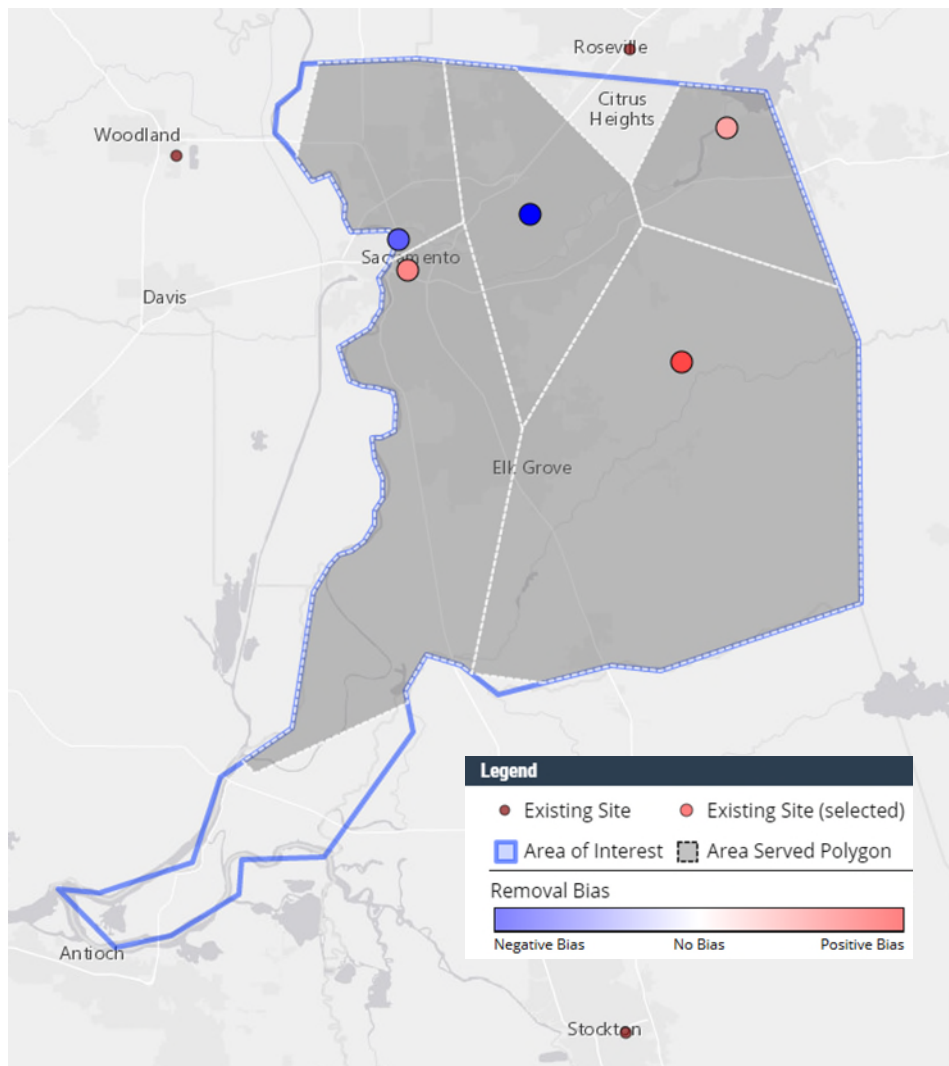 Roseville
Citrus
Heights
Woodland
Sacramento
Davis
Elk Grove
Legend
Existing Site
Existing Site (selected)
Area of Interest
Area Served Polygon
Removal Bias
Negative Bias
No Bias
Positive Bias
Antioch
Stockton